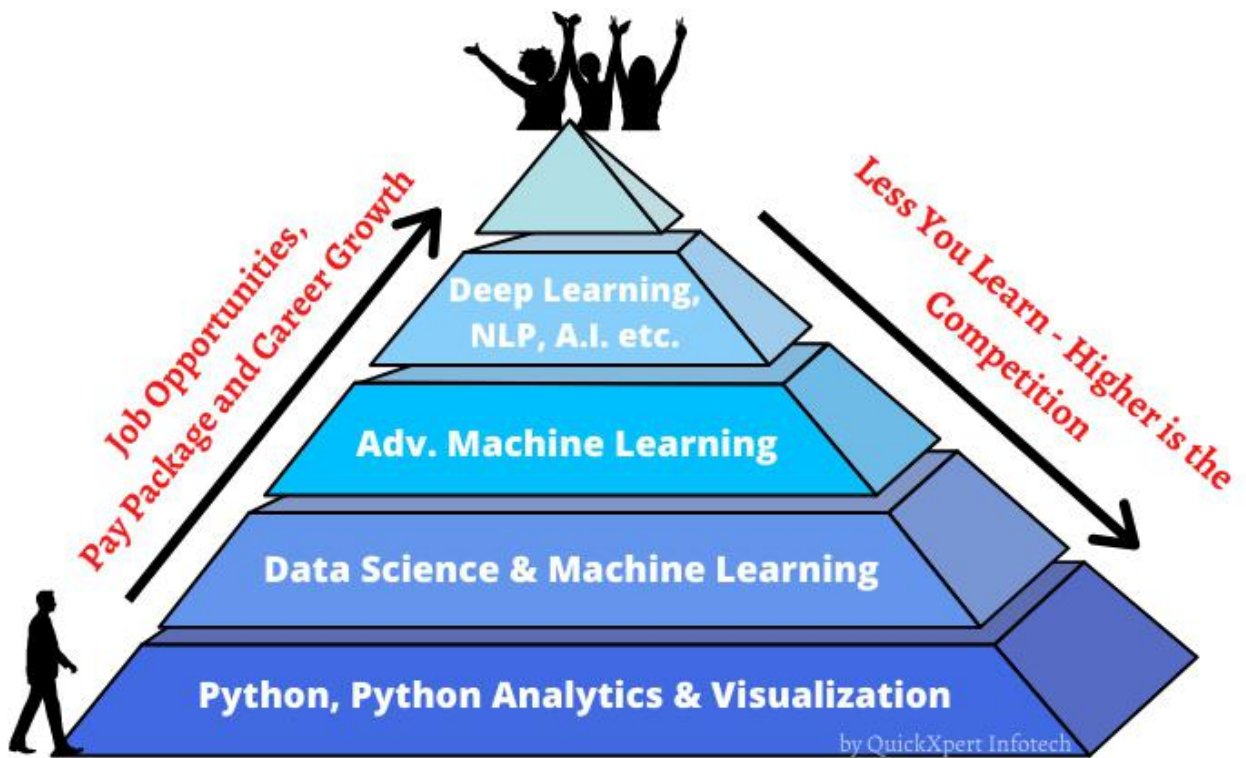 Job Opportunities,
Pay Package and Career Growth
Less You Learn - Higher is the
Competition
Deep Learning,
NLP, A.I. etc.
Adv. Machine Learning
Data Science & Machine Learning
Python, Python Analytics & Visualization
by QuickXpert Infotech